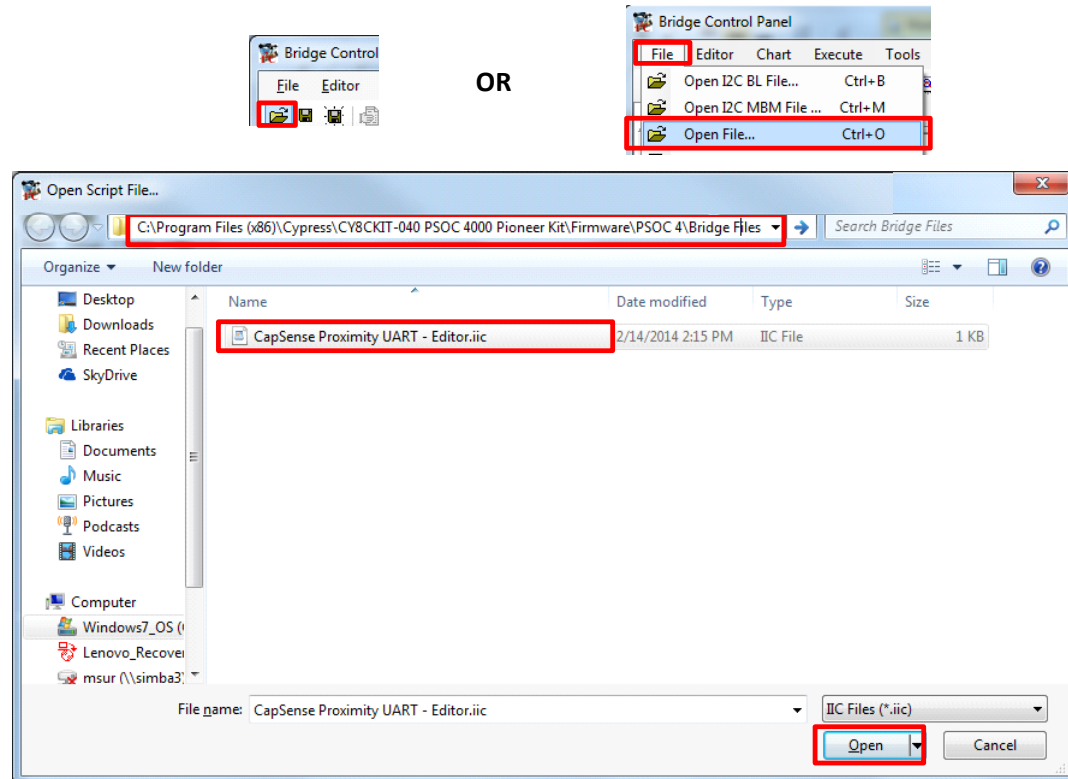 Bridge Control
File Editor
OR
Bridge Control Panel
File Editor Chart Execute Tools
Open I2C BL File... Ctrl+B
Open I2C MBM File ... Ctrl+M
Open File... Ctrl+O
Open Script File...
C:\Program Files (x86)\Cypress\CY8CKIT-040 PSOC 4000 Pioneer Kit\Firmware\PSOC 4\Bridge Files
Search Bridge Files
Organize New folder
Name Date modified Type Size
CapSense Proximity UART - Editor.iic 2/14/2014 2:15 PM IIC File 1 KB
Desktop
Downloads
Recent Places
SkyDrive
Libraries
Documents
Music
Pictures
Podcasts
Videos
Computer
Windows7_OS (
Lenovo_Recover
msur (\\simba3)
File name: CapSense Proximity UART - Editor.iic IIC Files (*.iic)
Open Cancel